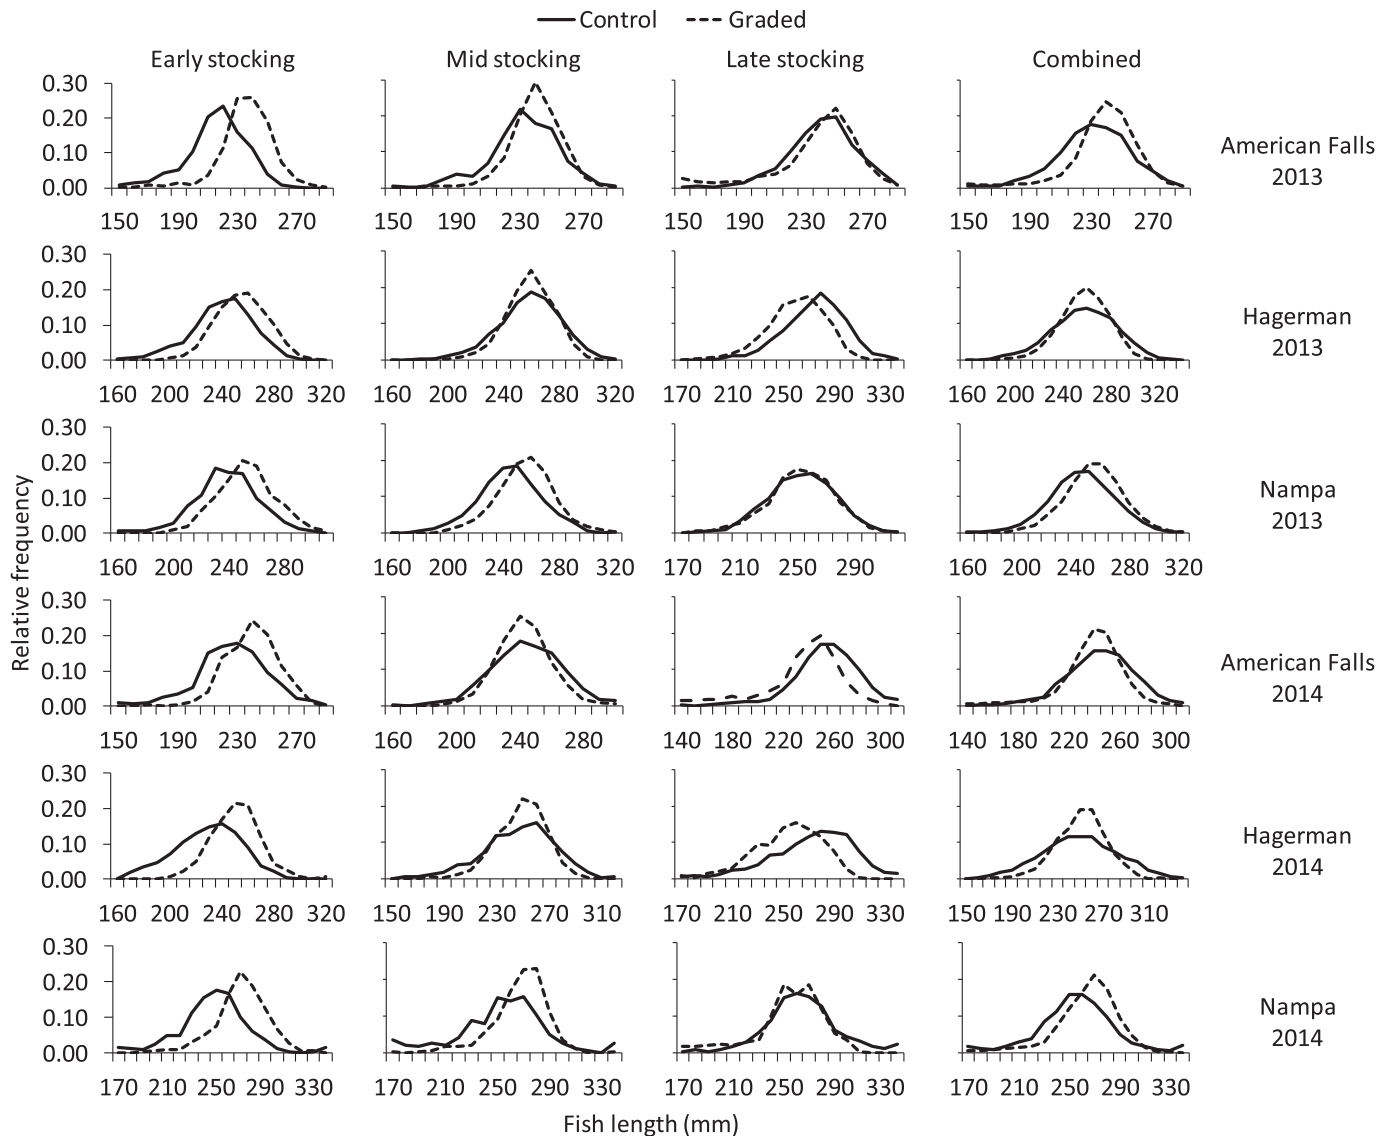 Control Graded
Early stocking Mid stocking Late stocking Combined
0.30
0.20
0.10
0.00
150 190 230 270 150 190 230 270 150 190 230 270 150 190 230 270
American Falls
2013
0.30
0.20
0.10
0.00
160 200 240 280 320 160 200 240 280 320 170 210 250 290 330 160 200 240 280 320
Hagerman
2013
0.30
0.20
0.10
0.00
160 200 240 280 160 200 240 280 320 170 210 250 290 160 200 240 280 320
Nampa
2013
Relative frequency
0.30
0.20
0.10
0.00
150 190 230 270 160 200 240 280 140 180 220 260 300 140 180 220 260 300
American Falls
2014
0.30
0.20
0.10
0.00
160 200 240 280 320 150 190 230 270 310 170 210 250 290 330 150 190 230 270 310
Hagerman
2014
0.30
0.20
0.10
0.00
170 210 250 290 330 170 210 250 290 330 170 210 250 290 330 170 210 250 290 330
Nampa
2014
Fish length (mm)